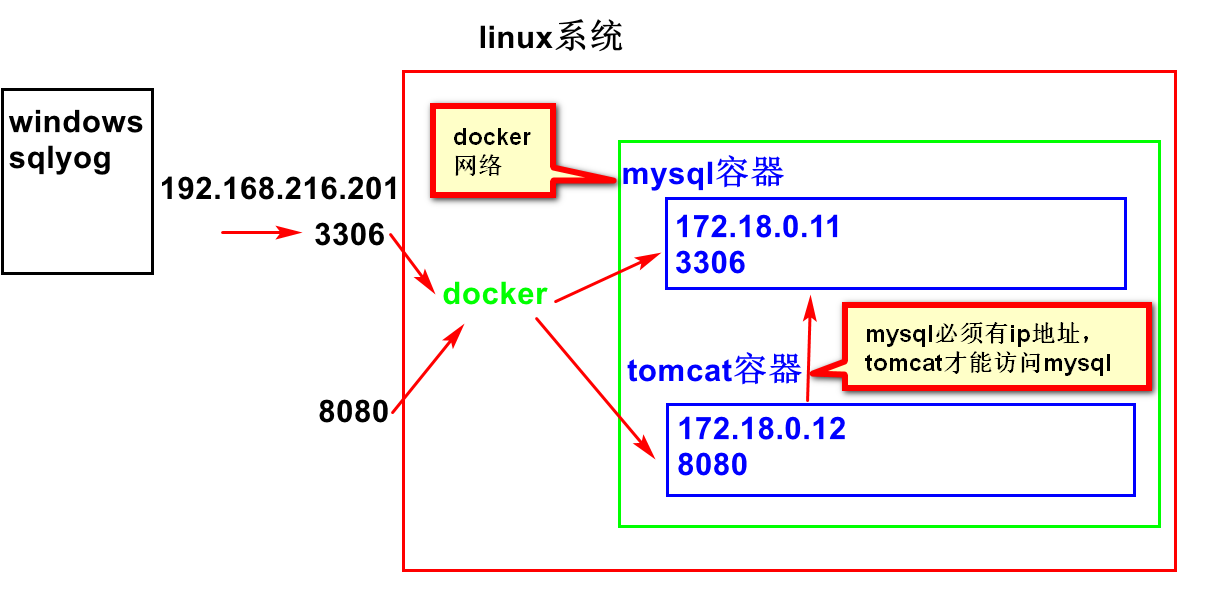 linux系统
windows
sqlyog
192.168.216.201
3306
8080
docker
docker
网络
mysql容器
172.18.0.11
3306
mysql必须有ip地址，
tomcat才能访问mysql
tomcat容器
172.18.0.12
8080